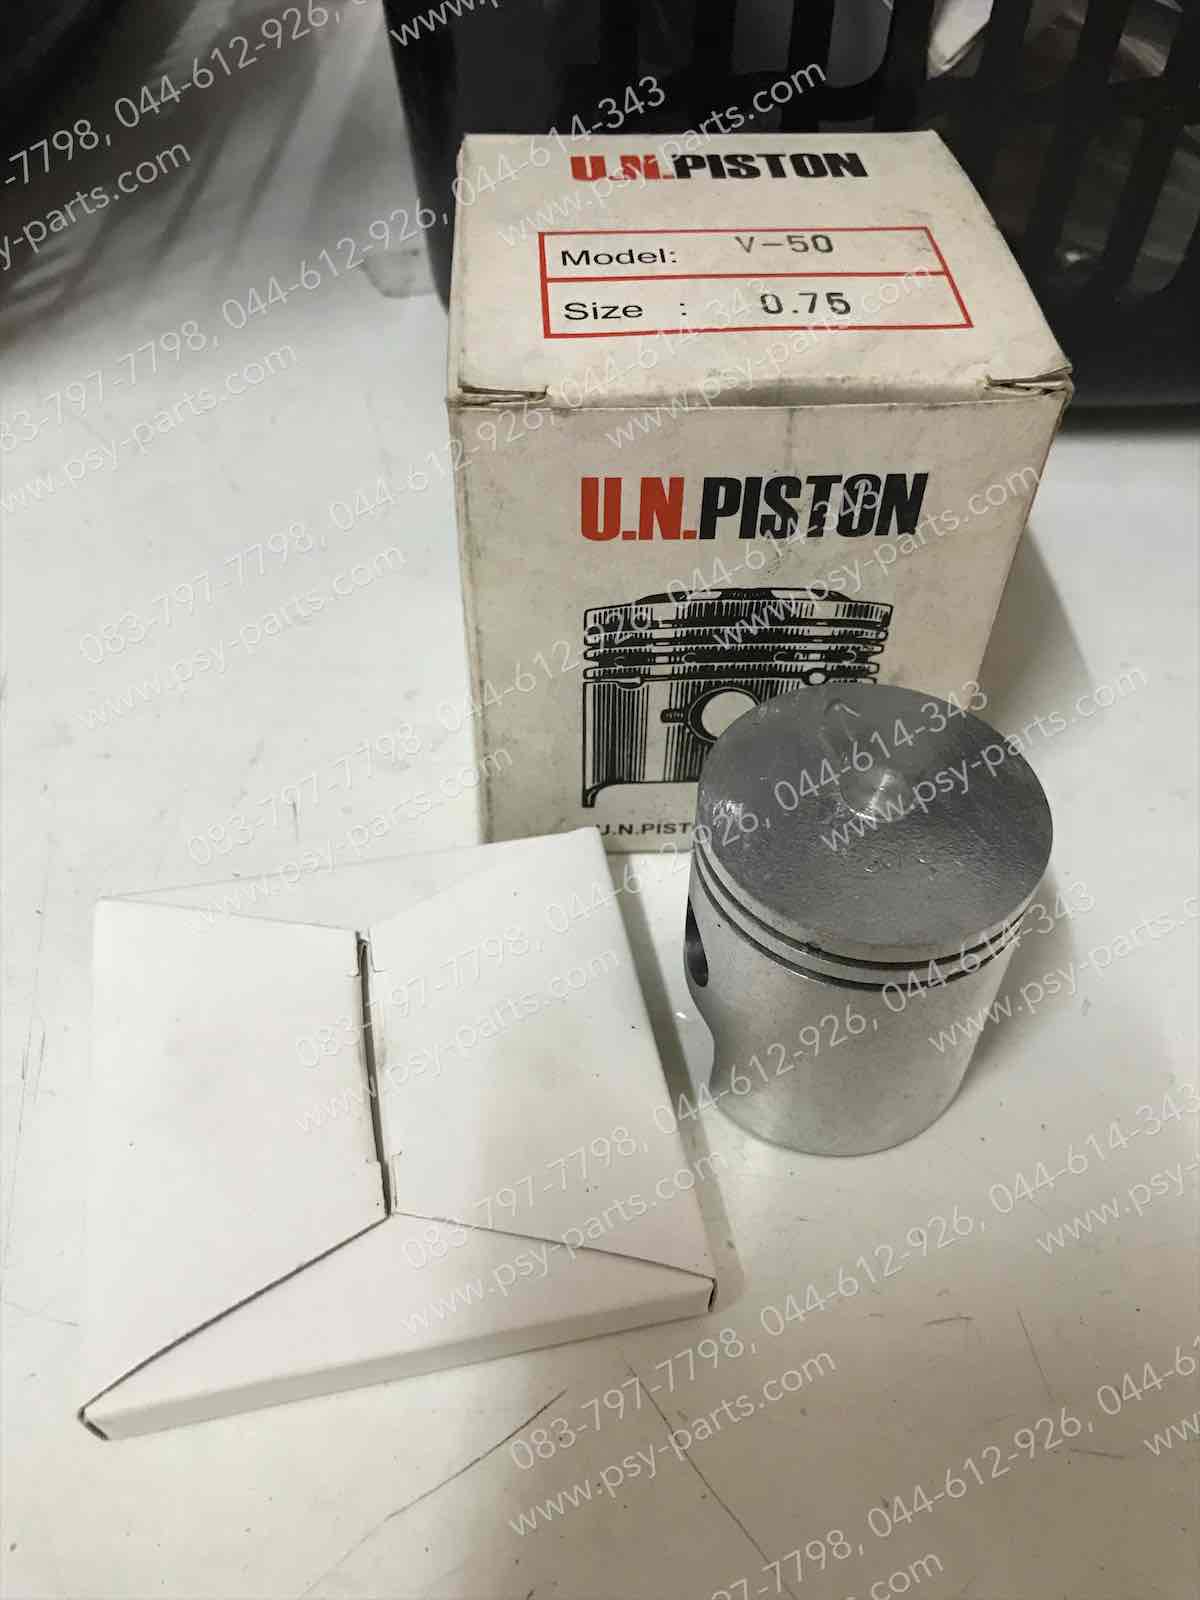 U.N.PISTON
Model: V-50
Size : 0.75
U.N.PISTON
U.N.PIST
083-797-7798, 044-612-926, 044-614-343
www.psy-parts.com